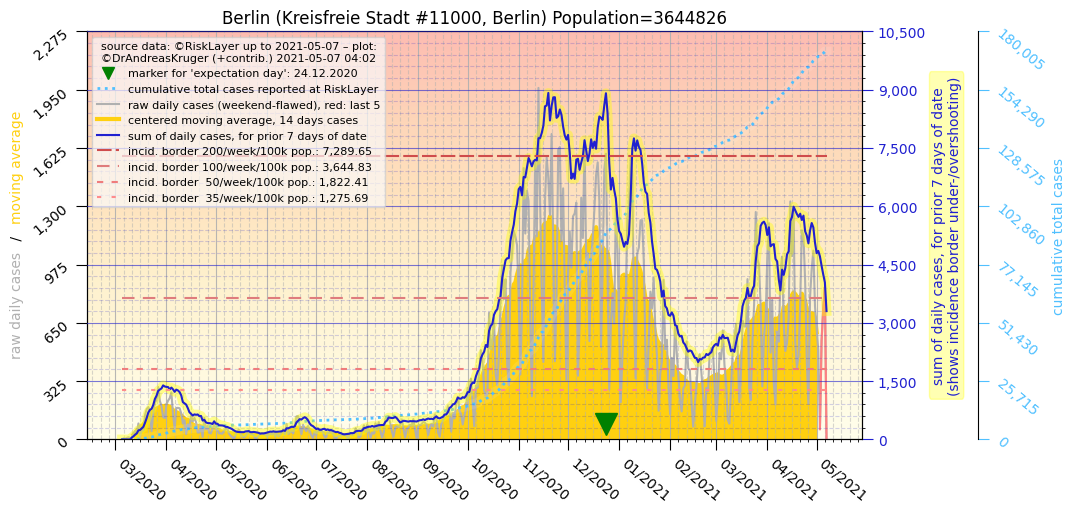 Berlin (Kreisfreie Stadt #11000, Berlin) Population=3644826
source data: ©RiskLayer up to 2021-05-07 – plot:
©DrAndreasKruger (+contrib.) 2021-05-07 04:02
marker for 'expectation day': 24.12.2020
cumulative total cases reported at RiskLayer
raw daily cases (weekend-flawed), red: last 5
centered moving average, 14 days cases
sum of daily cases, for prior 7 days of date
incid. border 200/week/100k pop.: 7,289.65
incid. border 100/week/100k pop.: 3,644.83
incid. border  50/week/100k pop.: 1,822.41
incid. border  35/week/100k pop.: 1,275.69
raw daily cases / moving average
2,275
1,950
1,625
1,300
975
650
325
0
03/2020
04/2020
05/2020
06/2020
07/2020
08/2020
09/2020
10/2020
11/2020
12/2020
01/2021
02/2021
03/2021
04/2021
05/2021
10,500
9,000
7,500
6,000
4,500
3,000
1,500
0
sum of daily cases, for prior 7 days of date
(shows incidence border under-/overshooting)
180,005
154,290
128,575
102,860
77,145
51,430
25,715
0
cumulative total cases